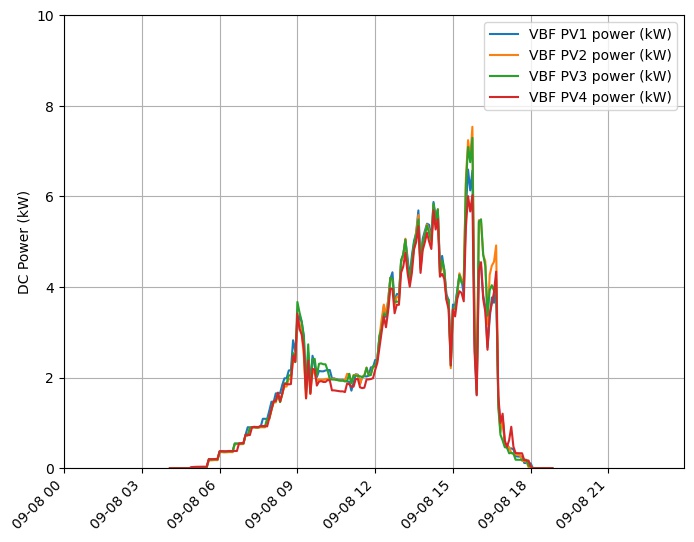 10
8
6
4
2
0
DC Power (kW)
VBF PV1 power (kW)
VBF PV2 power (kW)
VBF PV3 power (kW)
VBF PV4 power (kW)
09-08 00
09-08 03
09-08 06
09-08 09
09-08 12
09-08 15
09-08 18
09-08 21